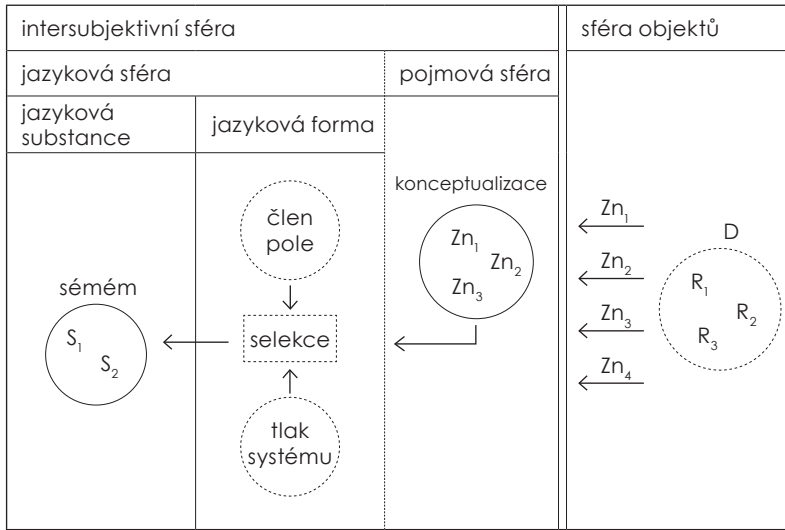 intersubjektivní sféra
sféra objektů
jazyková sféra
pojmová sféra
jazyková
substance
jazyková forma
konceptualizace
Zn₁
Zn₂
Zn₃
člen
pole
sémém
S₁
S₂
selekce
tlak
systému
Zn₁
Zn₂
Zn₃
Zn₄
D
R₁
R₂
R₃